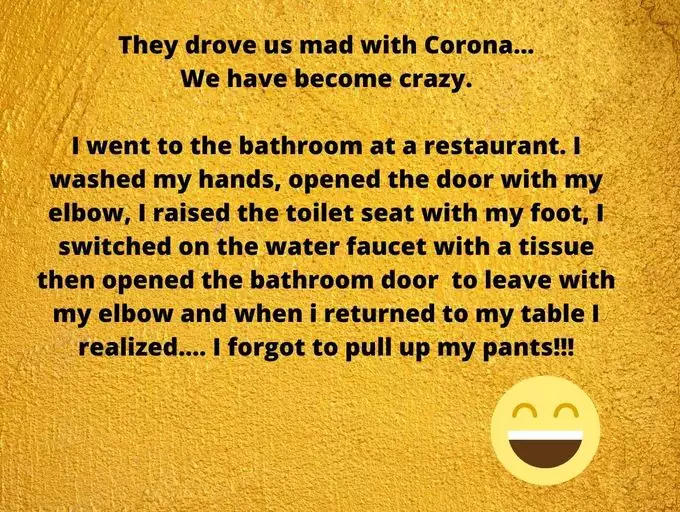 They drove us mad with Corona...
We have become crazy.
I went to the bathroom at a restaurant. I
washed my hands, opened the door with my
elbow, I raised the toilet seat with my foot, I
switched on the water faucet with a tissue
then opened the bathroom door to leave with
my elbow and when i returned to my table I
realized.... I forgot to pull up my pants!!!